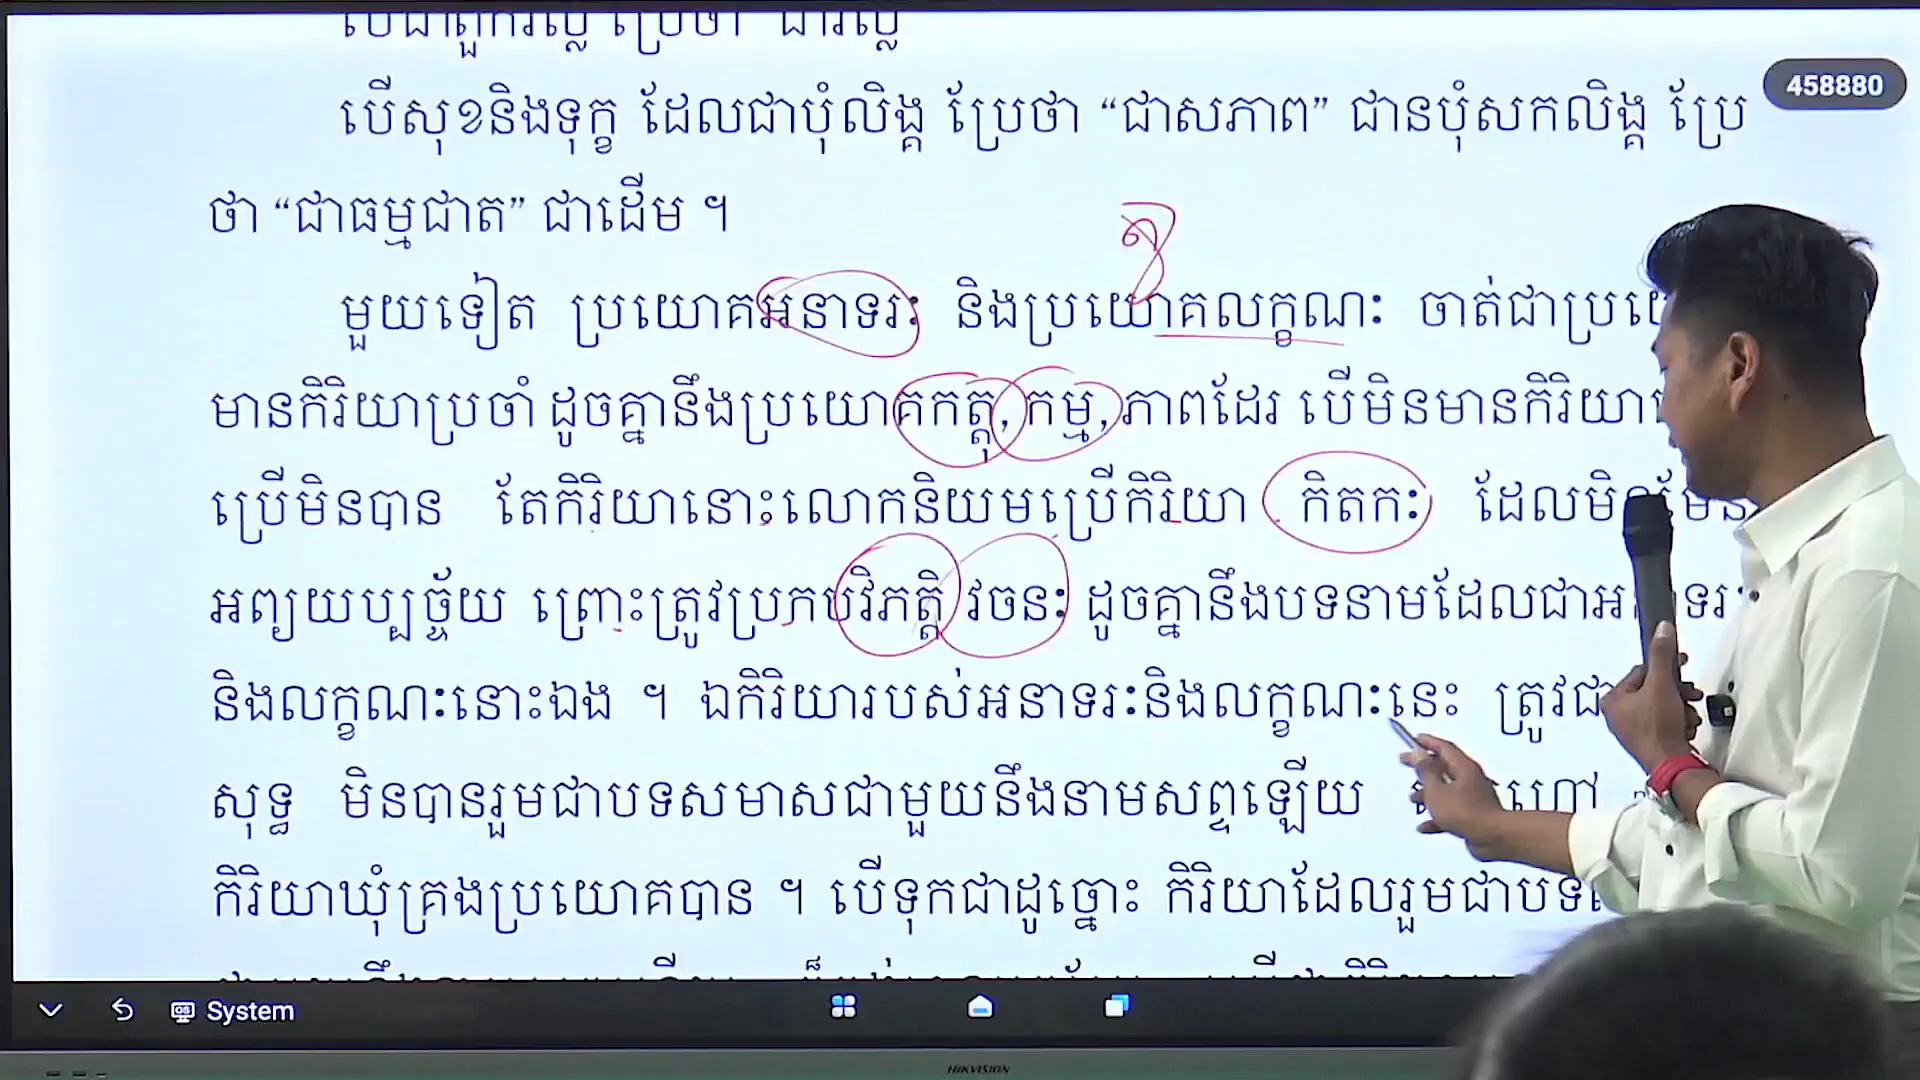 បើសុខនិងទុក្ខ ដែលជាបុំលិង្គ ប្រែថា “ជាសភាព” ជានបុំសកលិង្គ ប្រែ
458880
ថា “ជាធម្មជាត” ជាដើម ។
មួយទៀត ប្រយោគអនាទរៈ និងប្រយោគលក្ខណៈ ចាត់ជា
មានកិរិយាប្រចាំ ដូចគ្នានឹងប្រយោគកត្តុ, កម្ម, ភាពដែរ បើមិនមានកិរិយា
ប្រើមិនបាន តែកិរិយានោះលោកនិយមប្រើកិរិយា កិតកៈ ដែលមិនមែន
អព្យយប្បច្ច័យ ព្រោះត្រូវប្រកបវិភត្តិ វចនៈ ដូចគ្នានឹងបទនាមដែលជា
និងលក្ខណៈនោះឯង ។ ឯកិរិយារបស់អនាទរៈនិងលក្ខណៈនេះ ត្រូវ
សុទ្ធ មិនបានរួមជាបទសមាសជាមួយនឹងនាមសព្ទឡើយ
កិរិយាឃុំគ្រងប្រយោគបាន ។ បើទុកជាដូច្នោះ កិរិយាដែលរួមជា
System
HIKVISION